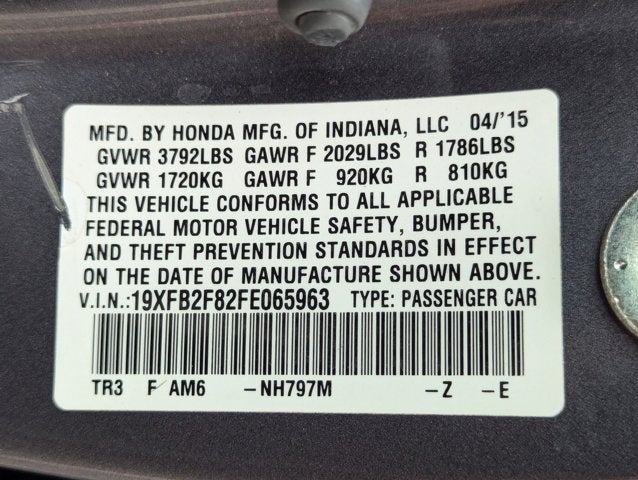 MFD. BY HONDA MFG. OF INDIANA, LLC 04/'15
GVWR 3792LBS GAWR F 2029LBS R 1786LBS
GVWR 1720KG GAWR F 920KG R 810KG
THIS VEHICLE CONFORMS TO ALL APPLICABLE
FEDERAL MOTOR VEHICLE SAFETY, BUMPER,
AND THEFT PREVENTION STANDARDS IN EFFECT
ON THE DATE OF MANUFACTURE SHOWN ABOVE.
V.I.N.:19XFB2F82FE065963 TYPE: PASSENGER CAR
TR3 F AM6 -NH797M -Z -E